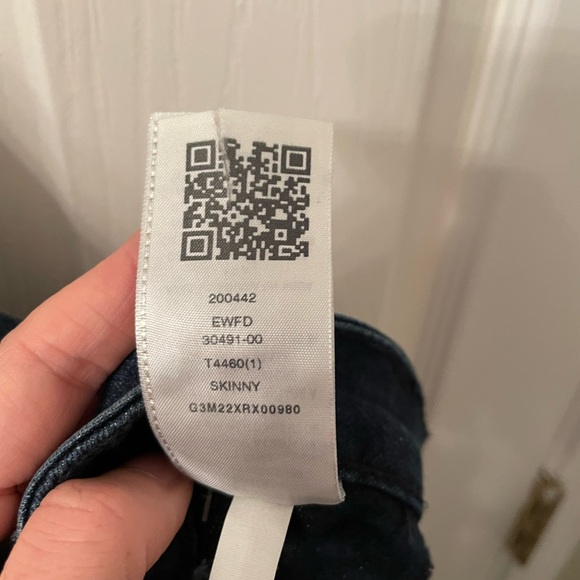 200442
EWFD
30491-00
T4460(1)
SKINNY
G3M22XRX00980